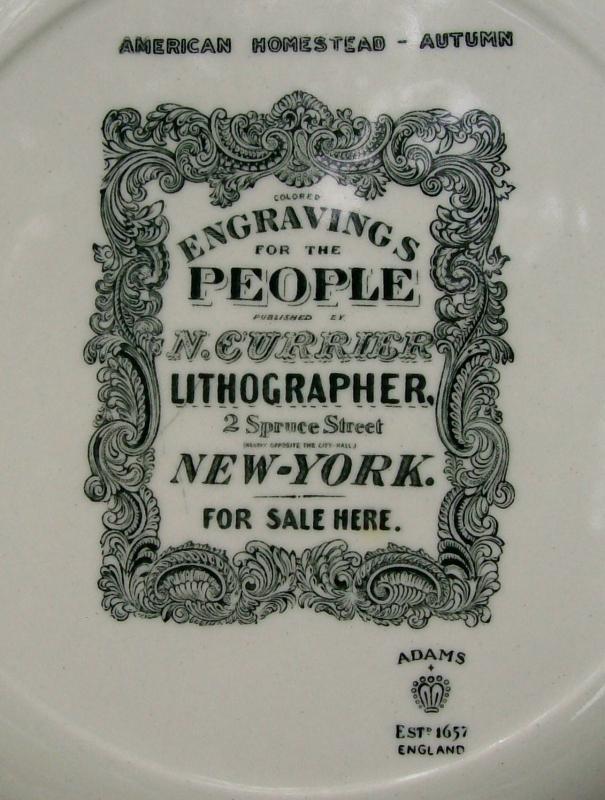 AMERICAN HOMESTEAD - AUTUMN
COLORED
ENGRAVINGS
FOR THE
PEOPLE
PUBLISHED BY
N. CURRIER
LITHOGRAPHER,
2 Spruce Street
(NEARLY OPPOSITE THE CITY-HALL)
NEW-YORK.
FOR SALE HERE.
ADAMS
ESTD 1657
ENGLAND